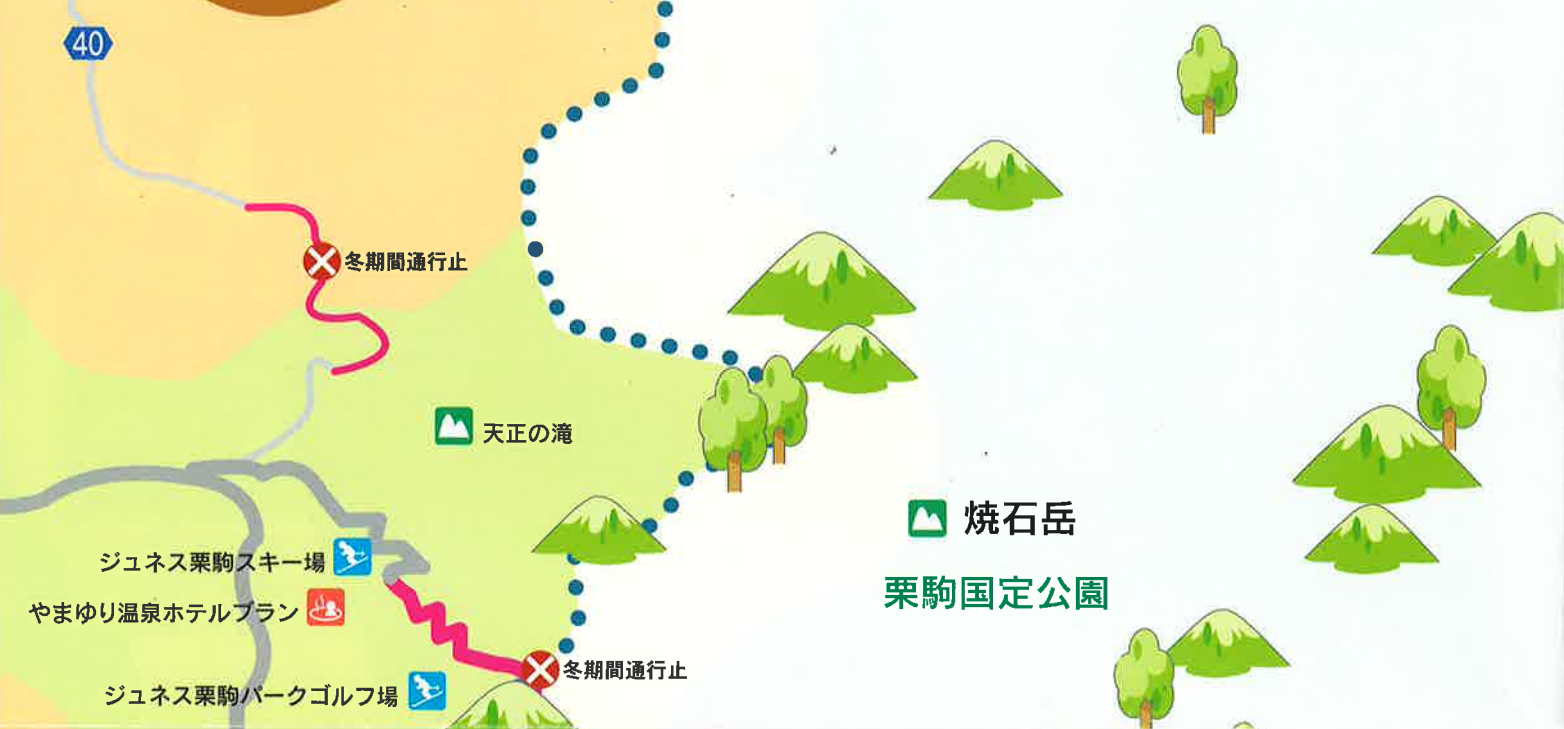 40
冬期間通行止
天正の滝
焼石岳
ジュネス栗駒スキー場
栗駒国定公園
やまゆり温泉ホテルブラン
冬期間通行止
ジュネス栗駒パークゴルフ場